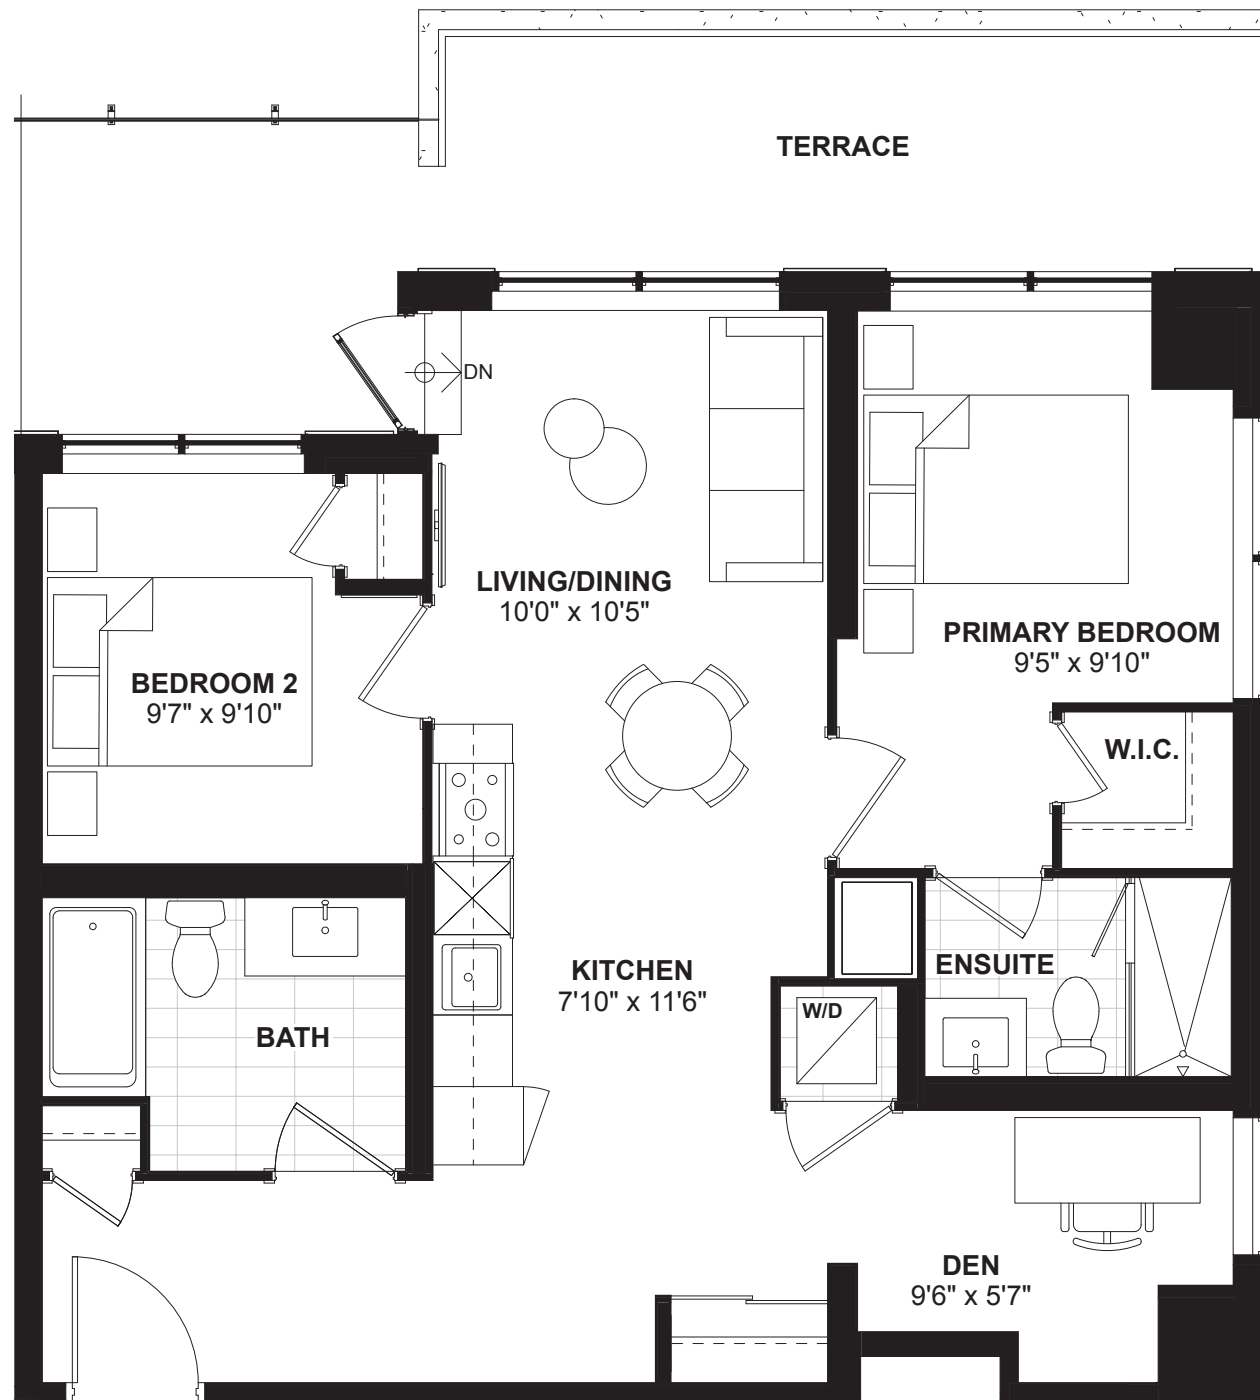 TERRACE
DN
LIVING/DINING
10'0" x 10'5"
PRIMARY BEDROOM
9'5" x 9'10"
BEDROOM 2
9'7" x 9'10"
W.I.C.
ENSUITE
KITCHEN
7'10" x 11'6"
W/D
BATH
DEN
9'6" x 5'7"